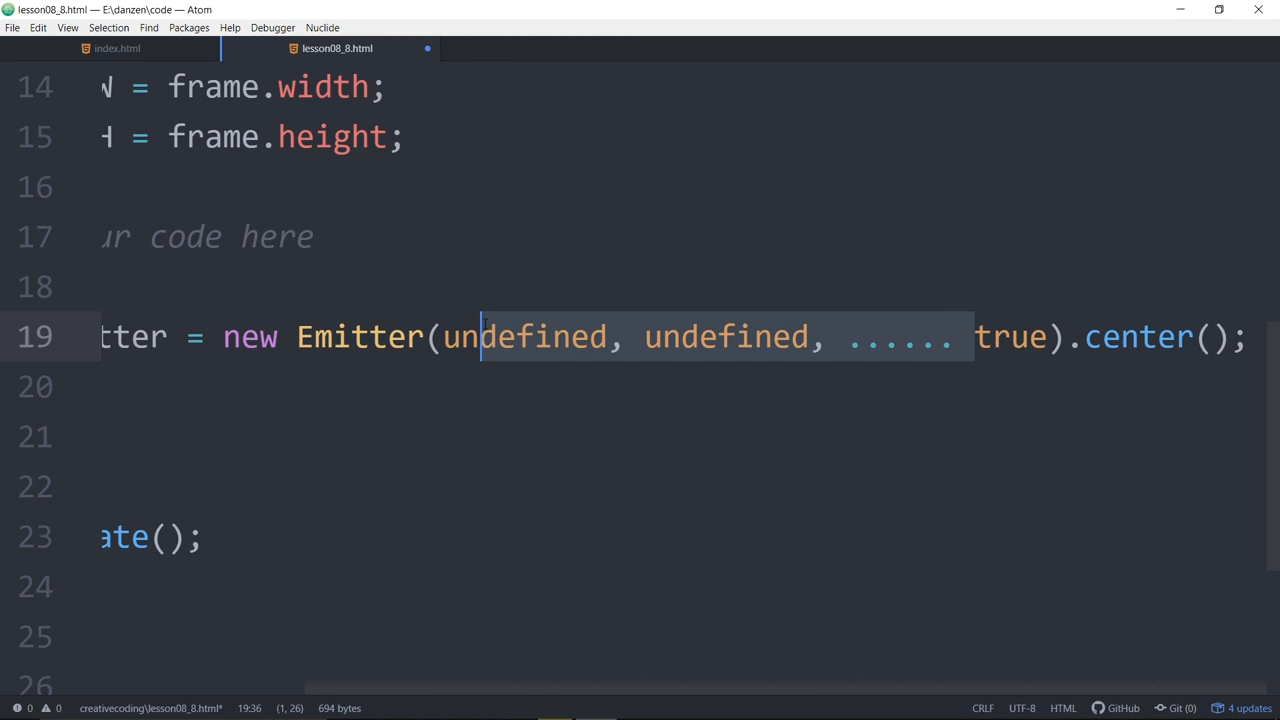 lesson08_8.html — E:\danzen\code — Atom
File Edit View Selection Find Packages Help Debugger Nuclide
index.html lesson08_8.html
14 W = frame.width;
15 H = frame.height;
16
17 ur code here
18
19 tter = new Emitter(undefined, undefined, ...... true).center();
20
21
22
23 ate();
24
25
26
0 0 creativecoding\lesson08_8.html* 19:36 (1, 26) 694 bytes CRLF UTF-8 HTML GitHub Git (0) 4 updates